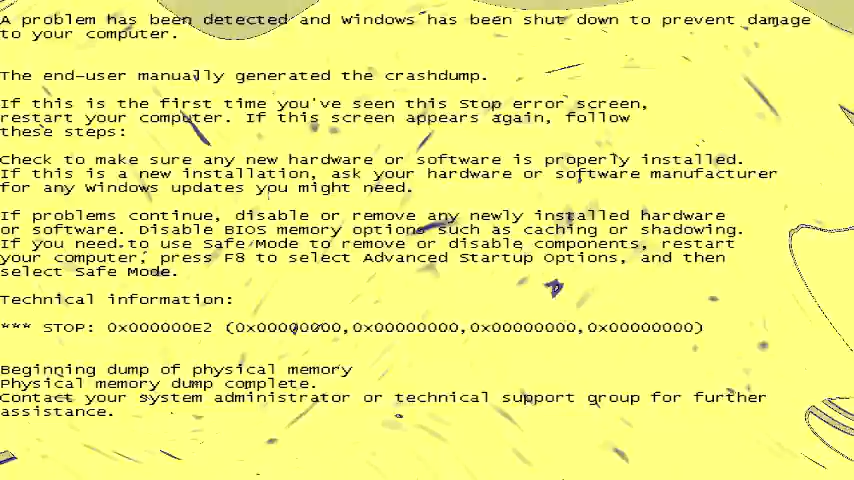 A problem has been detected and Windows has been shut down to prevent damage
to your computer.
The end-user manually generated the crashdump.
If this is the first time you've seen this Stop error screen,
restart your computer. If this screen appears again, follow
these steps:
Check to make sure any new hardware or software is properly installed.
If this is a new installation, ask your hardware or software manufacturer
for any Windows updates you might need.
If problems continue, disable or remove any newly installed hardware
or software. Disable BIOS memory options such as caching or shadowing.
If you need to use Safe Mode to remove or disable components, restart
your computer, press F8 to select Advanced Startup Options, and then
select Safe Mode.
Technical information:
*** STOP: 0x000000E2 (0x00000000,0x00000000,0x00000000,0x00000000)
Beginning dump of physical memory
Physical memory dump complete.
Contact your system administrator or technical support group for further
assistance.